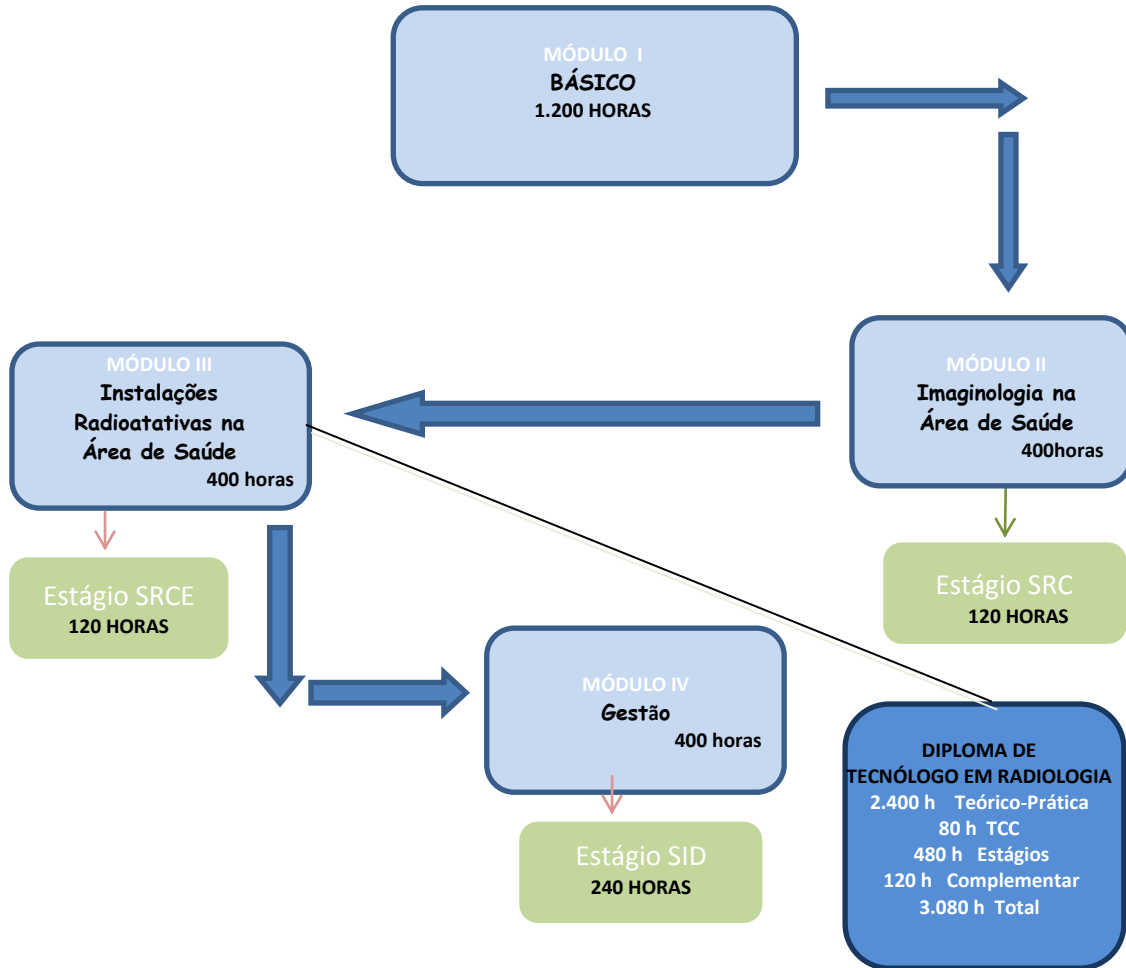 MÓDULO I
BÁSICO
1.200 HORAS
MÓDULO III
Instalações
Radioatativas na
Área de Saúde
400 horas
MÓDULO II
Imaginologia na
Área de Saúde
400horas
Estágio SRCE
120 HORAS
Estágio SRC
120 HORAS
MÓDULO IV
Gestão
400 horas
Estágio SID
240 HORAS
DIPLOMA DE
TECNÓLOGO EM RADIOLOGIA
2.400 h Teórico-Prática
80 h TCC
480 h Estágios
120 h Complementar
3.080 h Total